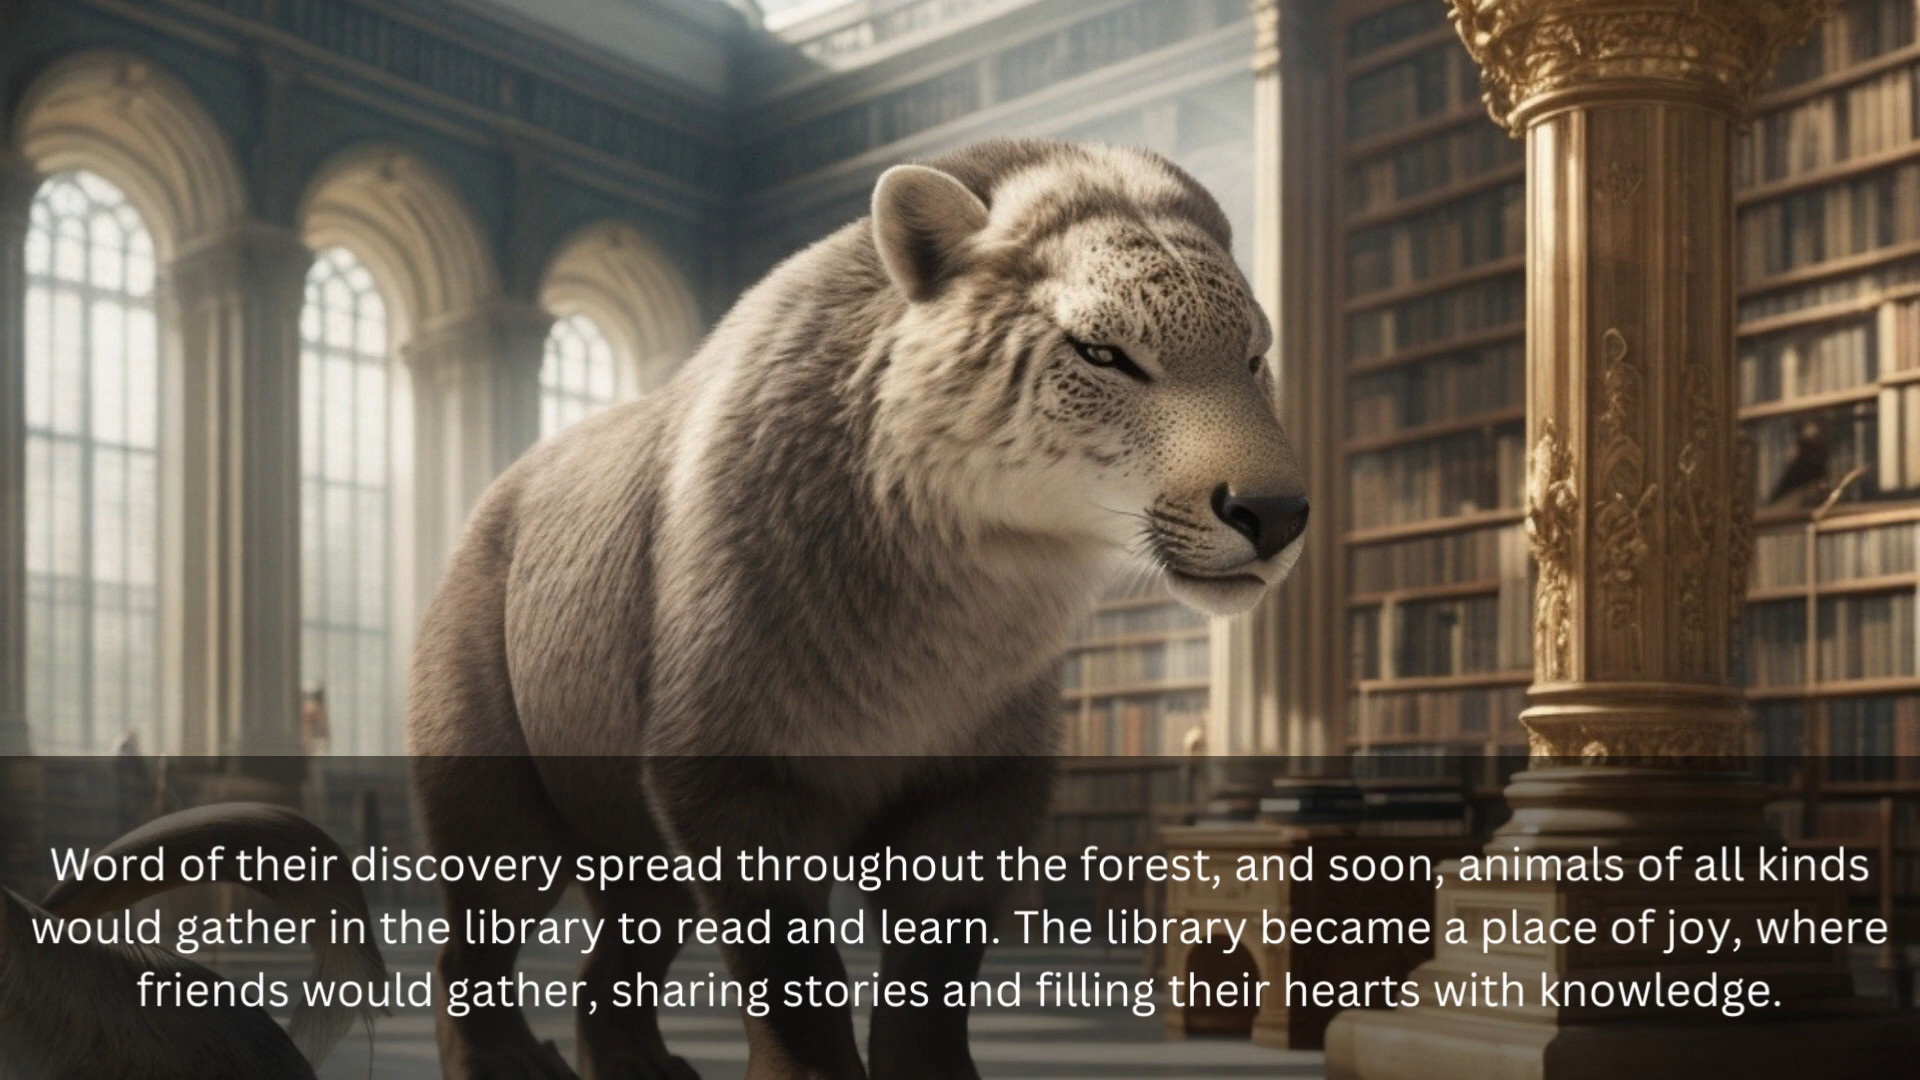 Word of their discovery spread throughout the forest, and soon, animals of all kinds
would gather in the library to read and learn. The library became a place of joy, where
friends would gather, sharing stories and filling their hearts with knowledge.